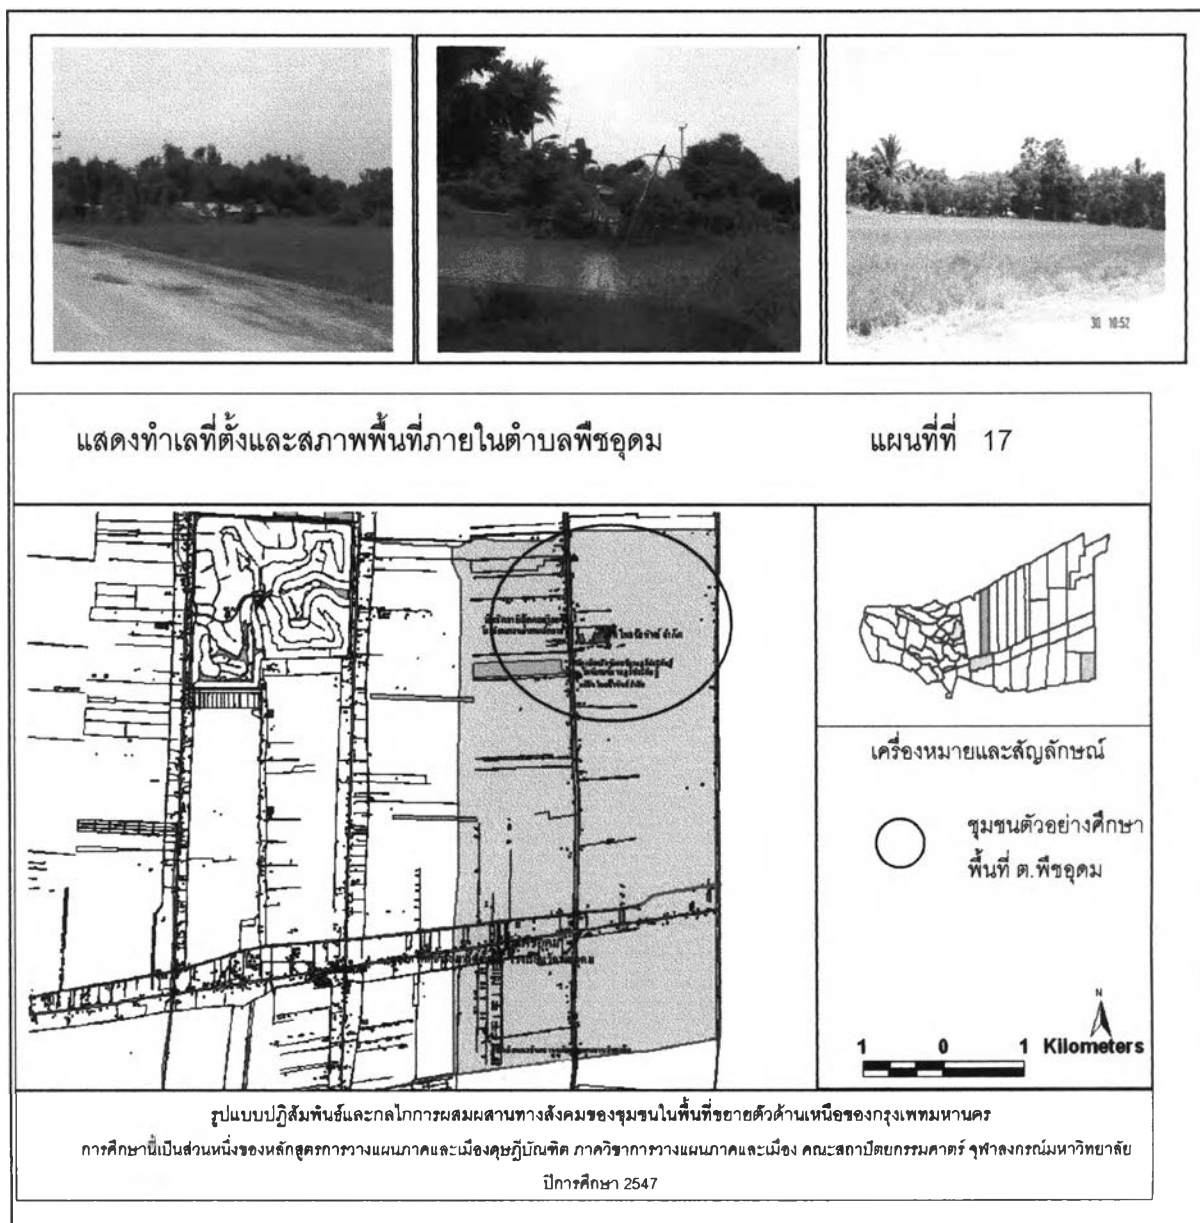 30 10:52
แสดงทำเลที่ตั้งและสภาพพื้นที่ภายในตำบลพืชอุดม
แผนที่ที่ 17
เครื่องหมายและสัญลักษณ์
ชุมชนตัวอย่างศึกษา
พื้นที่ ต.พืชอุดม
N
1 0 1 Kilometers
รูปแบบปฏิสัมพันธ์และกลไกการผสมผสานทางสังคมของชุมชนในพื้นที่ขยายตัวด้านเหนือของกรุงเทพมหานคร
การศึกษานี้เป็นส่วนหนึ่งของหลักสูตรการวางแผนภาคและเมืองดุษฎีบัณฑิต ภาควิชาการวางแผนภาคและเมือง คณะสถาปัตยกรรมศาตร์ จุฬาลงกรณ์มหาวิทยาลัย
ปีการศึกษา 2547